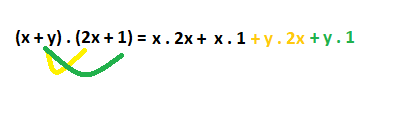 (x + y) . (2x + 1) = x . 2x + x . 1 + y . 2x + y . 1